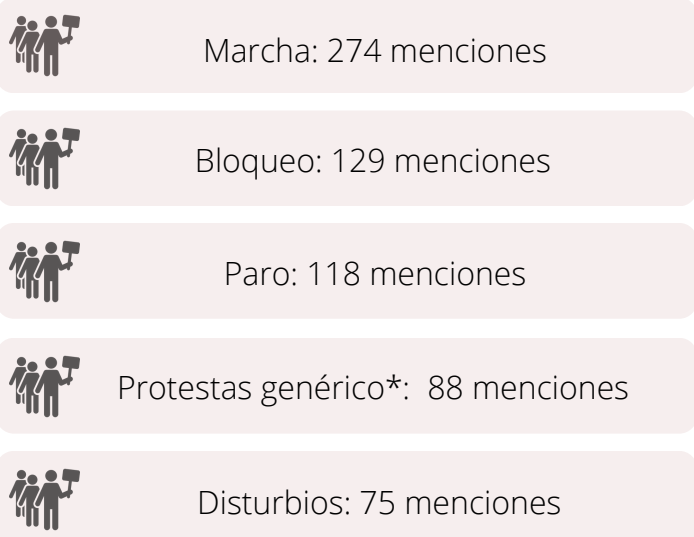 Marcha: 274 menciones
Bloqueo: 129 menciones
Paro: 118 menciones
Protestas genérico*: 88 menciones
Disturbios: 75 menciones